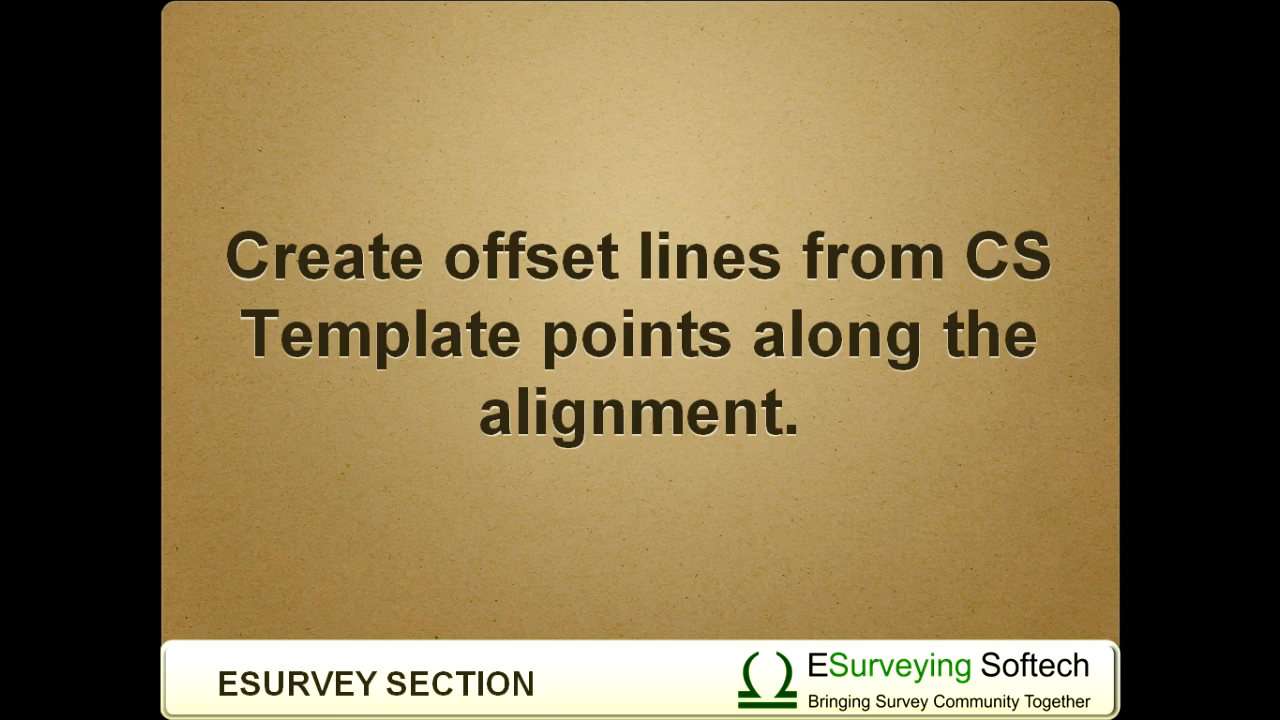 Create offset lines from CS
Template points along the
alignment.
ESURVEY SECTION
ESurveying Softech
Bringing Survey Community Together